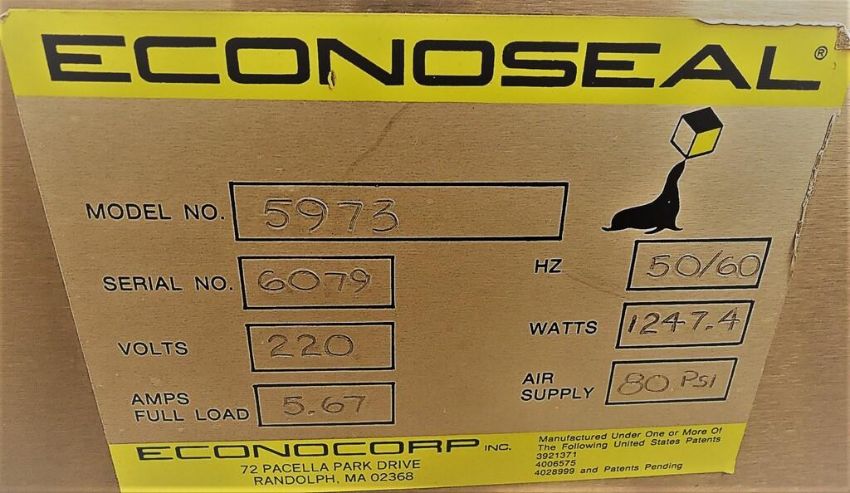 ECONOSEAL®
MODEL NO. 5973
SERIAL NO. 6079
HZ 50/60
VOLTS 220
WATTS 1247.4
AMPS
FULL LOAD 5.67
AIR
SUPPLY 80 PSI
ECONOCORP INC.
72 PACELLA PARK DRIVE
RANDOLPH, MA 02368
Manufactured Under One or More Of
The Following United States Patents
3921371
4006575
4028999 and Patents Pending